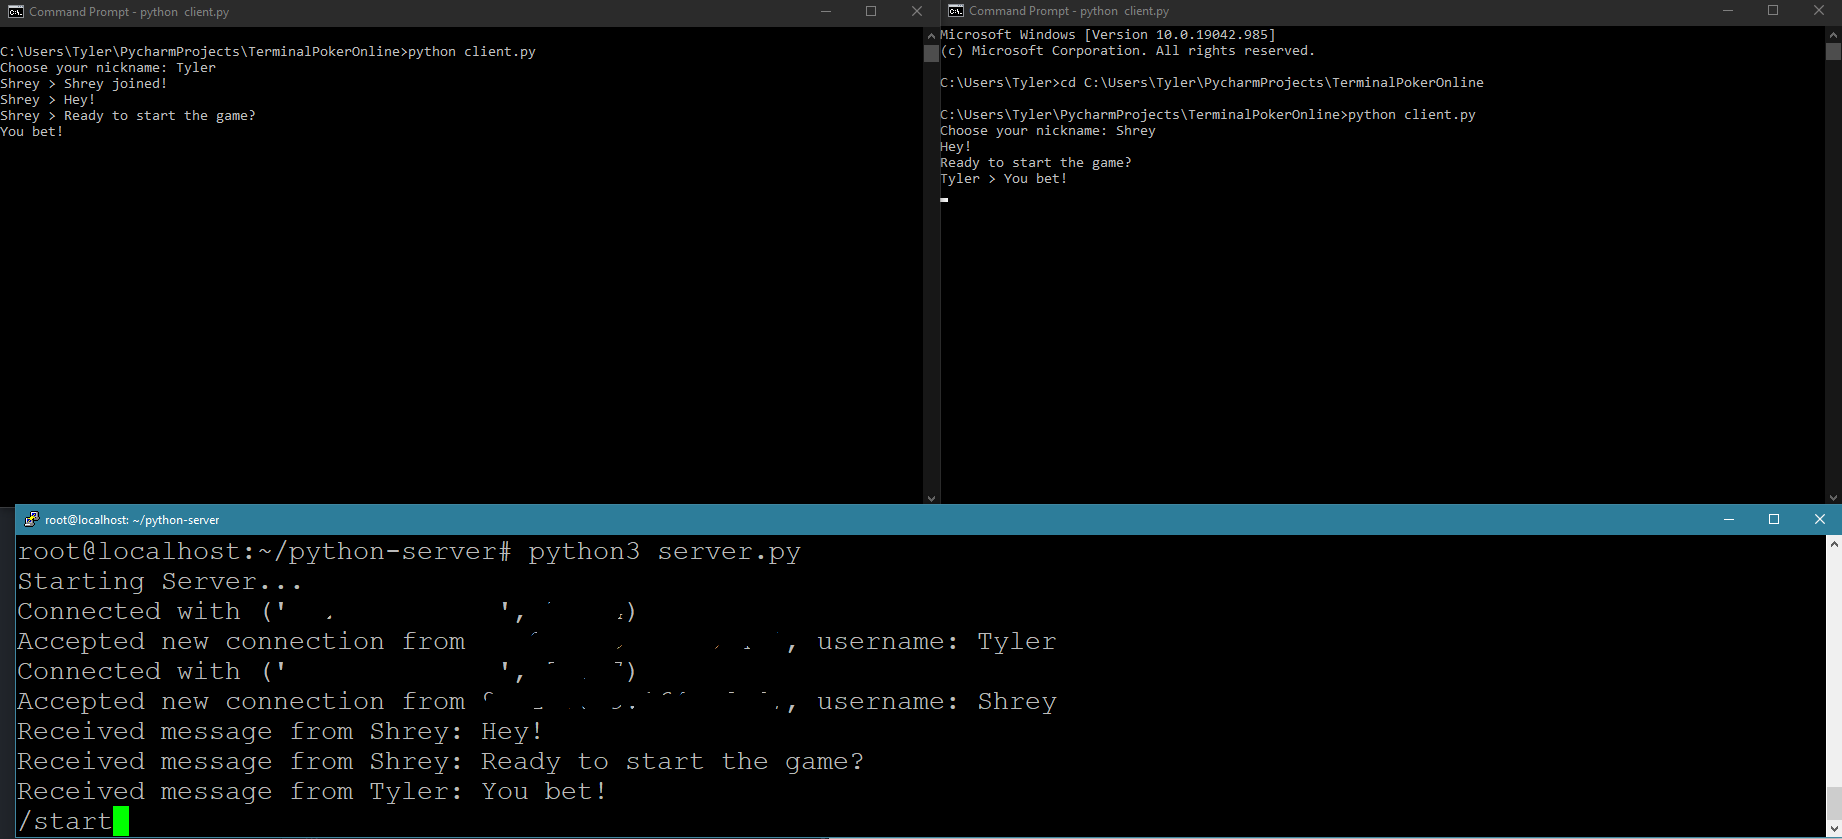 Command Prompt - python  client.py
C:\Users\Tyler\PycharmProjects\TerminalPokerOnline>python client.py
Choose your nickname: Tyler
Shrey > Shrey joined!
Shrey > Hey!
Shrey > Ready to start the game?
You bet!
Command Prompt - python  client.py
Microsoft Windows [Version 10.0.19042.985]
(c) Microsoft Corporation. All rights reserved.
C:\Users\Tyler>cd C:\Users\Tyler\PycharmProjects\TerminalPokerOnline
C:\Users\Tyler\PycharmProjects\TerminalPokerOnline>python client.py
Choose your nickname: Shrey
Hey!
Ready to start the game?
Tyler > You bet!
root@localhost: ~/python-server
root@localhost:~/python-server# python3 server.py
Starting Server...
Connected with (' ', )
Accepted new connection from , username: Tyler
Connected with (' ', )
Accepted new connection from , username: Shrey
Received message from Shrey: Hey!
Received message from Shrey: Ready to start the game?
Received message from Tyler: You bet!
/start